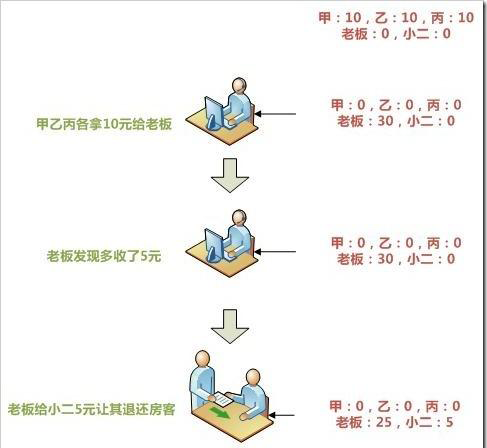 甲：10，乙：10，丙：10
老板：0，小二：0
甲乙丙各拿10元给老板
甲：0，乙：0，丙：0
老板：30，小二：0
老板发现多收了5元
甲：0，乙：0，丙：0
老板：30，小二：0
老板给小二5元让其退还房客
甲：0，乙：0，丙：0
老板：25，小二：5